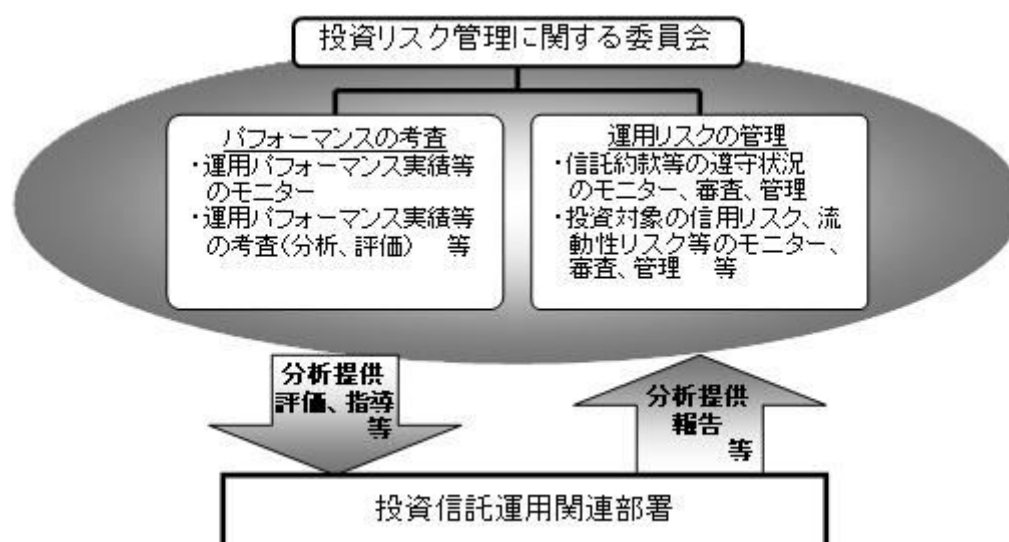 投資リスク管理に関する委員会
パフォーマンスの考査
・運用パフォーマンス実績等
のモニター
・運用パフォーマンス実績等
の考査(分析、評価) 等
運用リスクの管理
・信託約款等の遵守状況
のモニター、審査、管理
・投資対象の信用リスク、流
動性リスク等のモニター、
審査、管理 等
分析提供
評価、指導
等
分析提供
報告
等
投資信託運用関連部署